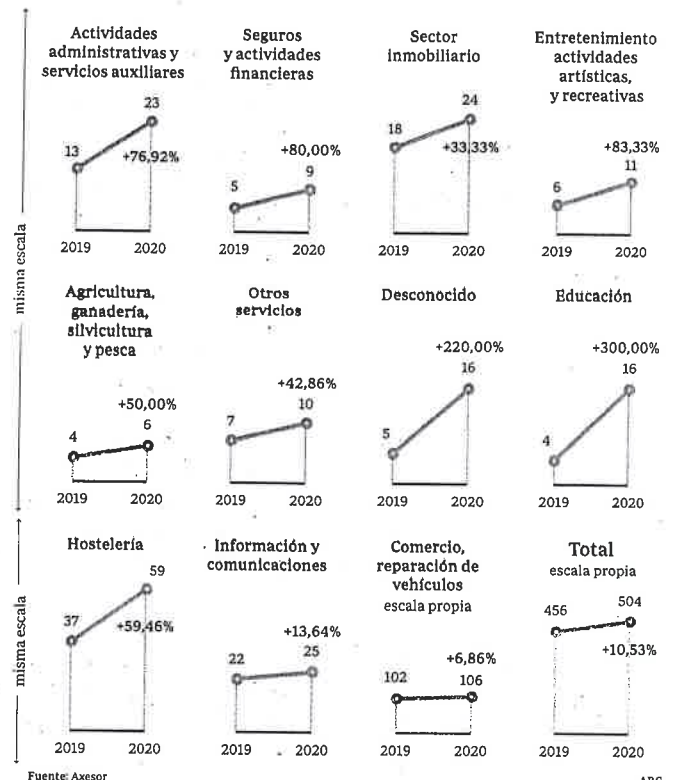 Actividades
administrativas y
servicios auxiliares
13
23
+76,92%
2019 2020
Seguros
y actividades
financieras
+80,00%
5
9
2019 2020
Sector
inmobiliario
18
24
+33,33%
2019 2020
Entretenimiento
actividades
artísticas,
y recreativas
+83,33%
6
11
2019 2020
misma escala
Agricultura,
ganadería,
silvicultura
y pesca
+50,00%
4
6
2019 2020
Otros
servicios
+42,86%
7
10
2019 2020
Desconocido
+220,00%
5
16
2019 2020
Educación
+300,00%
4
16
2019 2020
misma escala
Hostelería
37
59
+59,46%
2019 2020
Información y
comunicaciones
+13,64%
22
25
2019 2020
Comercio,
reparación de
vehículos
escala propia
+6,86%
102
106
2019 2020
Total
escala propia
456
504
+10,53%
2019 2020
Fuente: Axesor
ABC